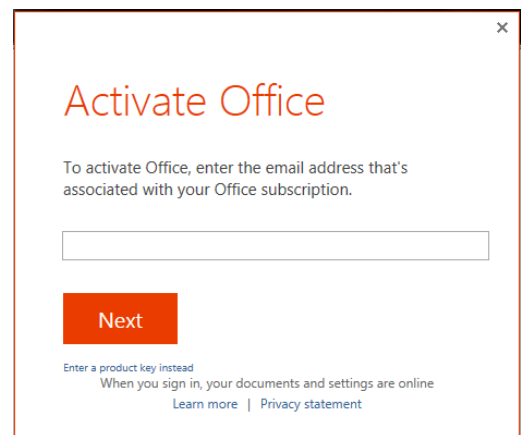 Activate Office
To activate Office, enter the email address that's
associated with your Office subscription.
Next
Enter a product key instead
When you sign in, your documents and settings are online
Learn more | Privacy statement